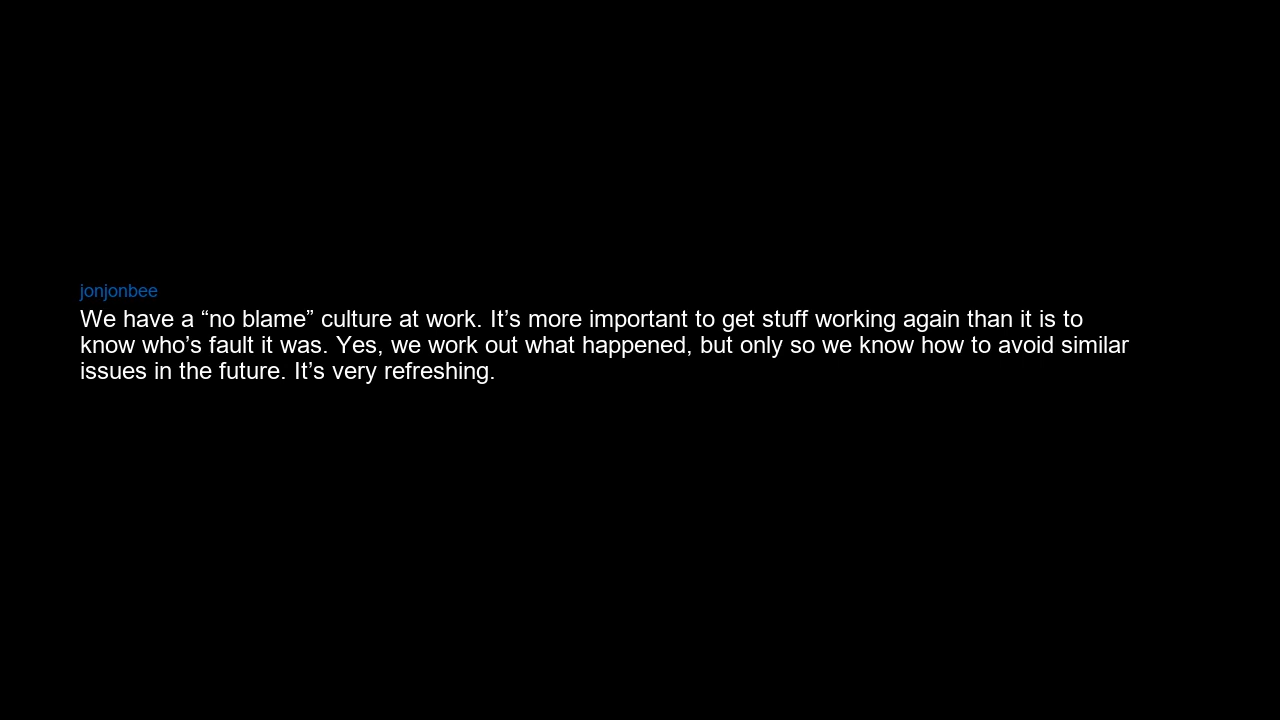 jonjonbee
We have a “no blame” culture at work. It’s more important to get stuff working again than it is to
know who’s fault it was. Yes, we work out what happened, but only so we know how to avoid similar
issues in the future. It’s very refreshing.